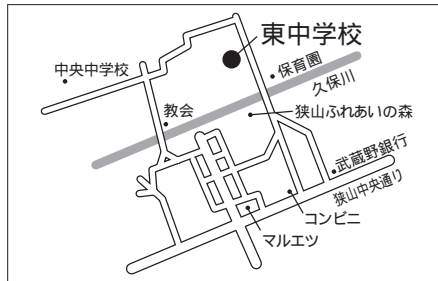 東中学校
中央中学校
保育園
久保川
教会
狭山ふれあいの森
武蔵野銀行
狭山中央通り
コンビニ
マルエツ